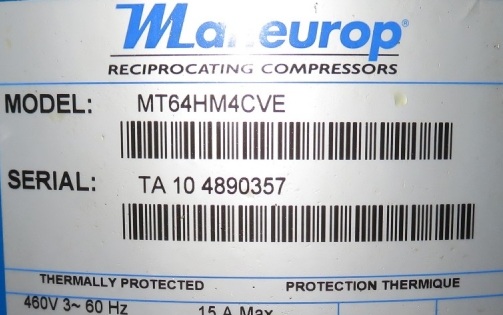 Maneurop®
RECIPROCATING COMPRESSORS
MODEL: MT64HM4CVE
SERIAL: TA 10 4890357
THERMALLY PROTECTED PROTECTION THERMIQUE
460V 3~ 60 Hz 15 A Max